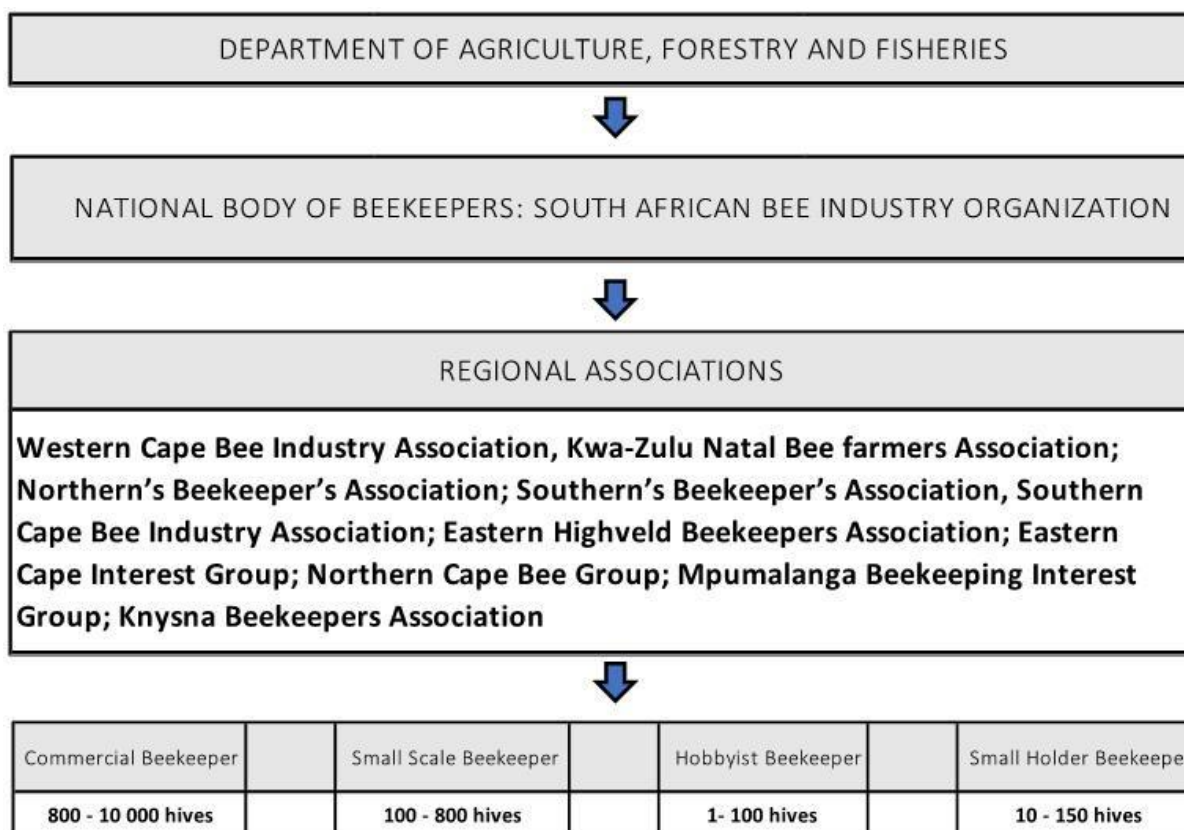 DEPARTMENT OF AGRICULTURE, FORESTRY AND FISHERIES
NATIONAL BODY OF BEEKEEPERS: SOUTH AFRICAN BEE INDUSTRY ORGANIZATION
REGIONAL ASSOCIATIONS
Western Cape Bee Industry Association, Kwa-Zulu Natal Bee farmers Association;
Northern’s Beekeeper’s Association; Southern’s Beekeeper’s Association, Southern
Cape Bee Industry Association; Eastern Highveld Beekeepers Association; Eastern
Cape Interest Group; Northern Cape Bee Group; Mpumalanga Beekeeping Interest
Group; Knysna Beekeepers Association
Commercial Beekeeper Small Scale Beekeeper Hobbyist Beekeeper Small Holder Beekeepe
800 - 10 000 hives 100 - 800 hives 1- 100 hives 10 - 150 hives